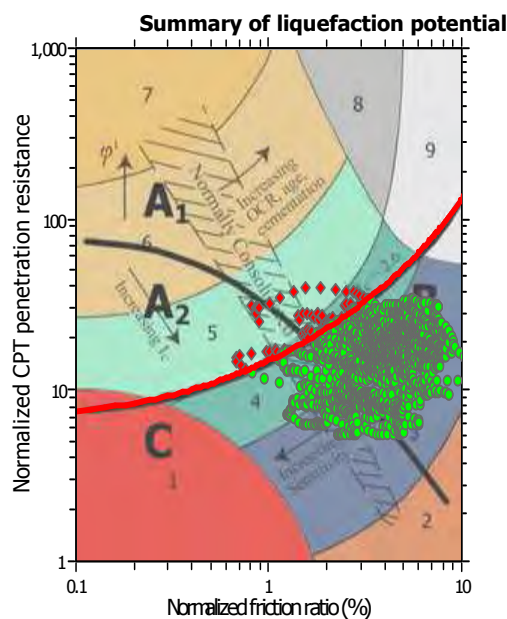 Summary of liquefaction potential
1,000
100
10
1
Normalized CPT penetration resistance
7
8
9
φ'
A1
Increasing
OCR, age,
cementation
Normally Consolidated
6
A2
Increasing Ic
5
4
C
1
Increasing
sensitivity
3
2
0.1
1
10
Normalized friction ratio (%)